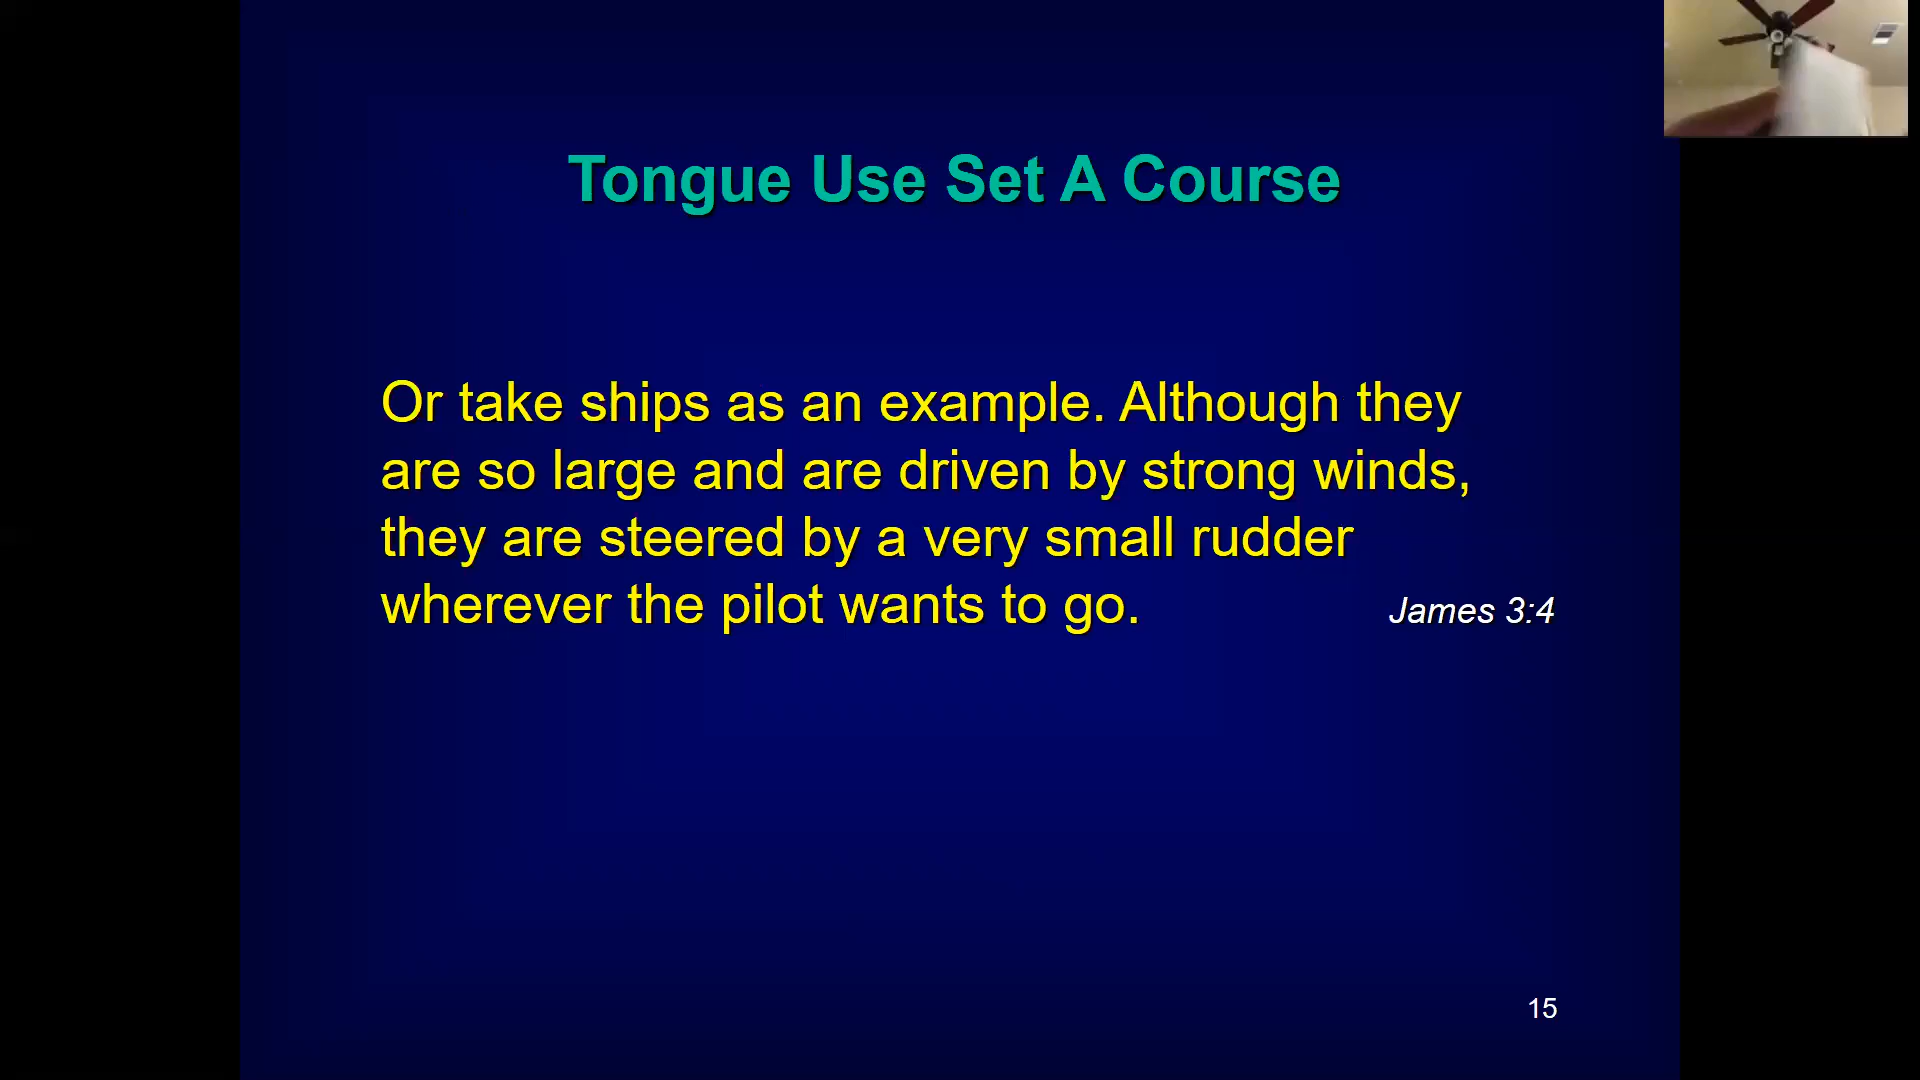 Tongue Use Set A Course
Or take ships as an example. Although they
are so large and are driven by strong winds,
they are steered by a very small rudder
wherever the pilot wants to go. James 3:4
15